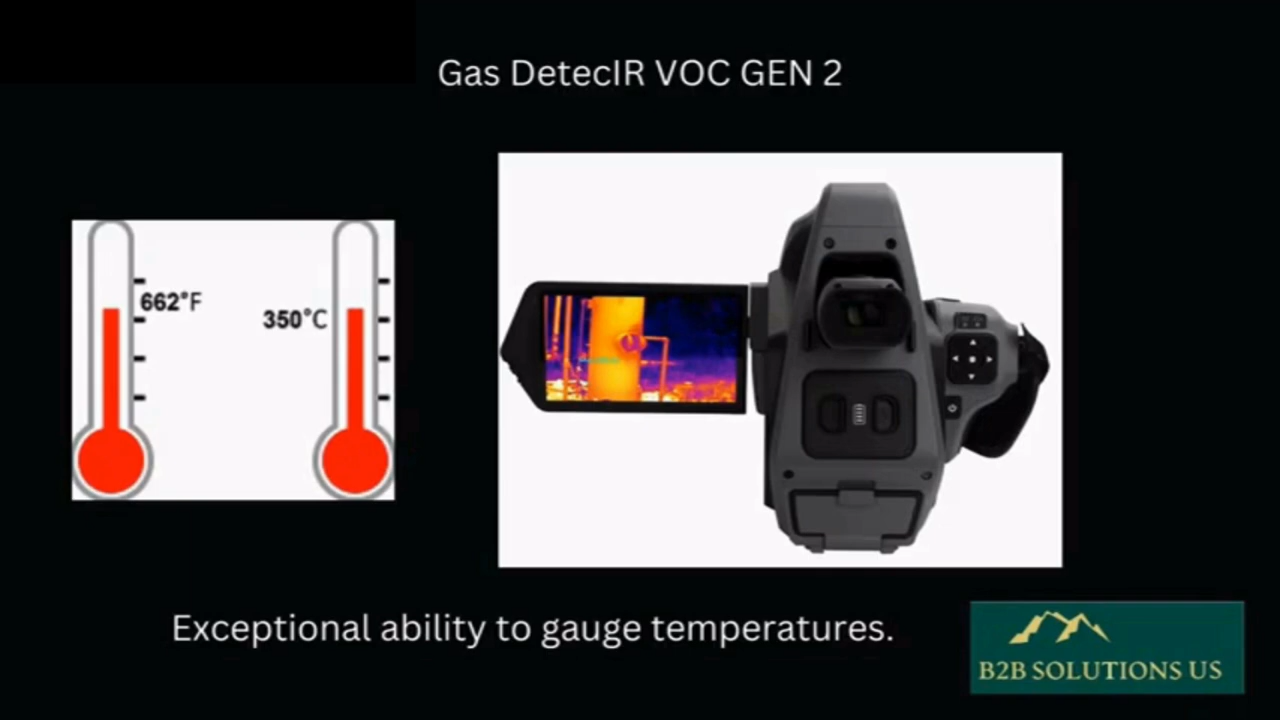 Gas DetecIR VOC GEN 2
662°F
350°C
Exceptional ability to gauge temperatures.
B2B SOLUTIONS US